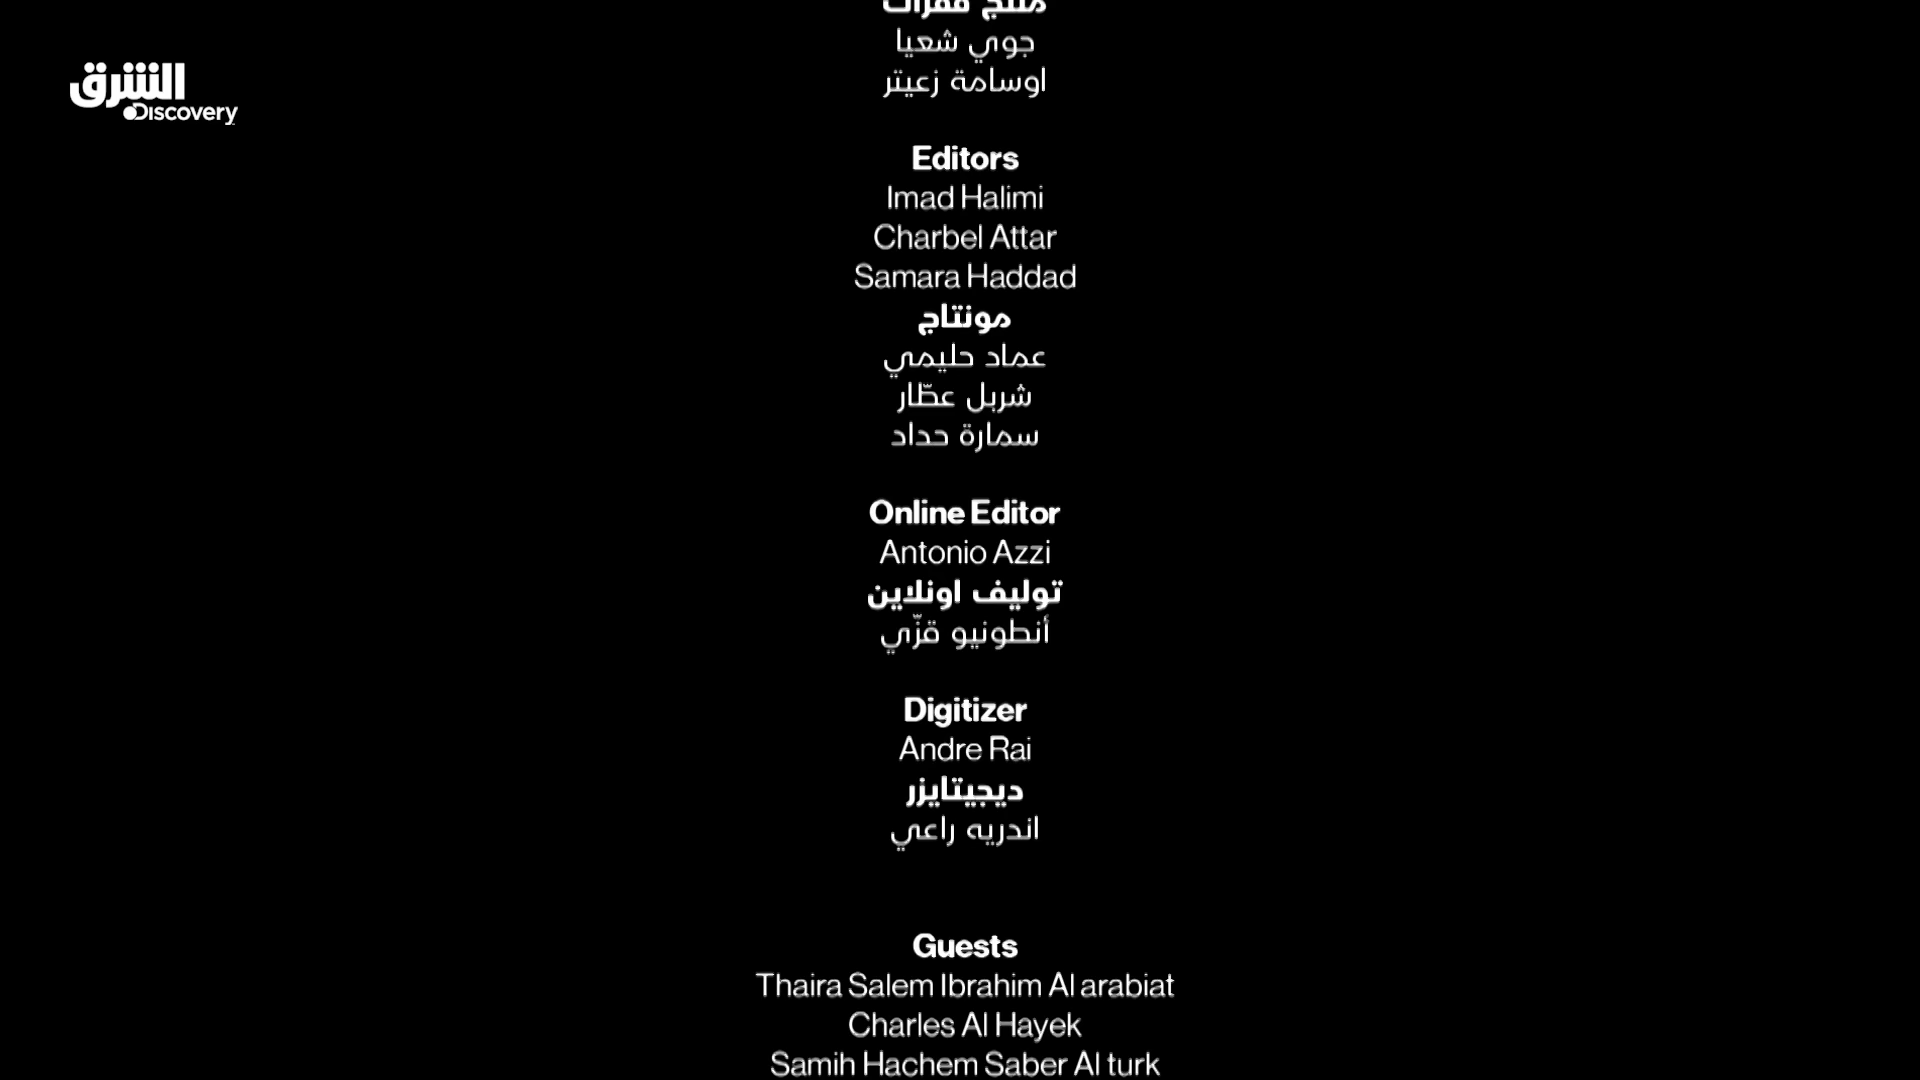 الشرق
Discovery
منتج فقرات
جوي شعيا
اوسامة زعيتر
Editors
Imad Halimi
Charbel Attar
Samara Haddad
مونتاج
عماد حليمي
شربل عطّار
سمارة حداد
Online Editor
Antonio Azzi
توليف اونلاين
أنطونيو قزّي
Digitizer
Andre Rai
ديجيتايزر
اندريه راعي
Guests
Thaira Salem Ibrahim Al arabiat
Charles Al Hayek
Samih Hachem Saber Al turk